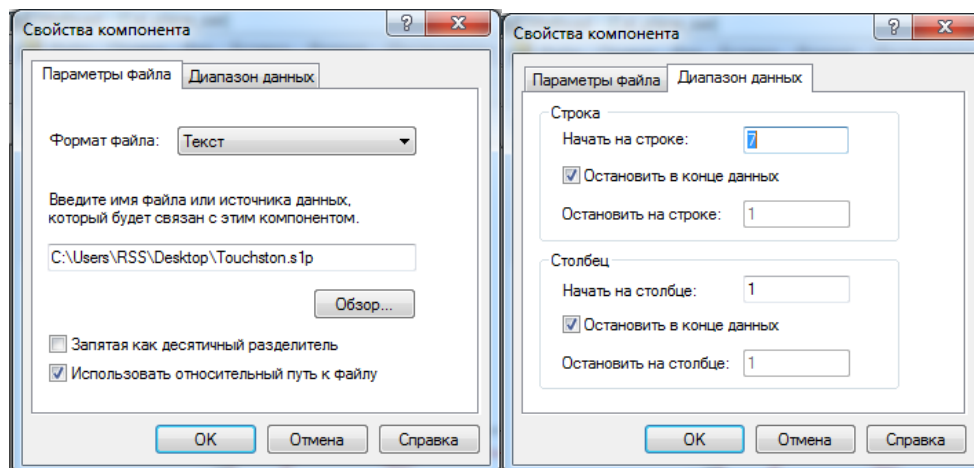 Свойства компонента
Параметры файла
Диапазон данных
Формат файла:
Текст
Введите имя файла или источника данных,
который будет связан с этим компонентом.
C:\Users\RSS\Desktop\Touchston.s1p
Обзор...
Запятая как десятичный разделитель
Использовать относительный путь к файлу
OK
Отмена
Справка
Свойства компонента
Параметры файла
Диапазон данных
Строка
Начать на строке:
7
Остановить в конце данных
Остановить на строке:
1
Столбец
Начать на столбце:
1
Остановить в конце данных
Остановить на столбце:
1
OK
Отмена
Справка